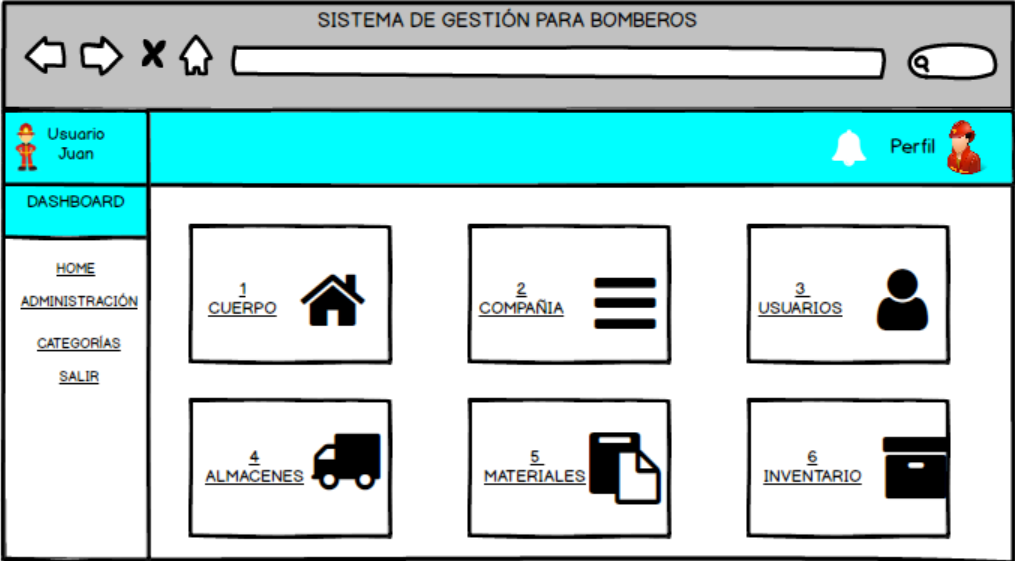 SISTEMA DE GESTIÓN PARA BOMBEROS
Usuario
Juan
Perfil
DASHBOARD
HOME
ADMINISTRACIÓN
CATEGORÍAS
SALIR
1
CUERPO
2
COMPAÑIA
3
USUARIOS
4
ALMACENES
5
MATERIALES
6
INVENTARIO